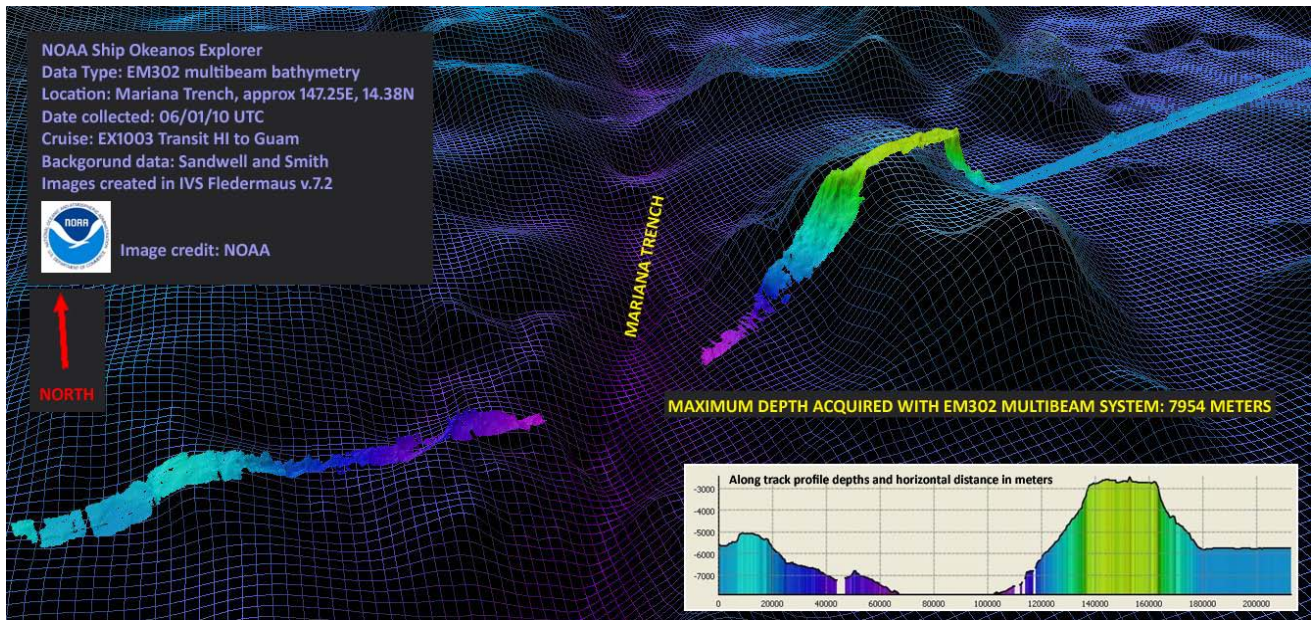 NOAA Ship Okeanos Explorer
Data Type: EM302 multibeam bathymetry
Location: Mariana Trench, approx 147.25E, 14.38N
Date collected: 06/01/10 UTC
Cruise: EX1003 Transit HI to Guam
Backgorund data: Sandwell and Smith
Images created in IVS Fledermaus v.7.2
NOAA
Image credit: NOAA
NORTH
MARIANA TRENCH
MAXIMUM DEPTH ACQUIRED WITH EM302 MULTIBEAM SYSTEM: 7954 METERS
Along track profile depths and horizontal distance in meters
-3000
-4000
-5000
-6000
-7000
0 20000 40000 60000 80000 100000 120000 140000 160000 180000 200000